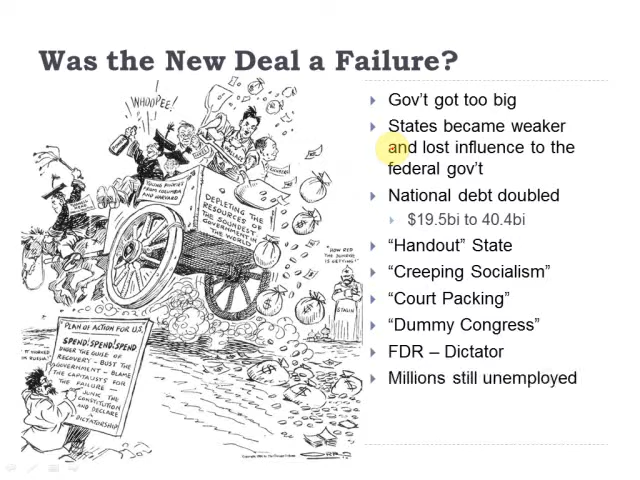 Was the New Deal a Failure?
Gov't got too big
States became weaker
and lost influence to the
federal gov't
National debt doubled
$19.5bi to 40.4bi
“Handout” State
“Creeping Socialism”
“Court Packing”
“Dummy Congress”
FDR – Dictator
Millions still unemployed
WHOOPEE!
YOUNG PINKIES
FROM COLUMBIA
AND HARVARD
DEPLETING THE
RESOURCES OF
THE SOUNDEST
GOVERNMENT IN
THE WORLD
"HOW RED
THE SUNRISE
IS GETTING!"
STALIN
"IT WORKED
IN RUSSIA!"
PLAN OF ACTION FOR U.S.
SPEND! SPEND! SPEND
UNDER THE GUISE OF
RECOVERY - BUST THE
GOVERNMENT - BLAME
THE CAPITALISTS FOR
THE FAILURE -
JUNK THE
CONSTITUTION
AND DECLARE
A DICTATORSHIP
ORR